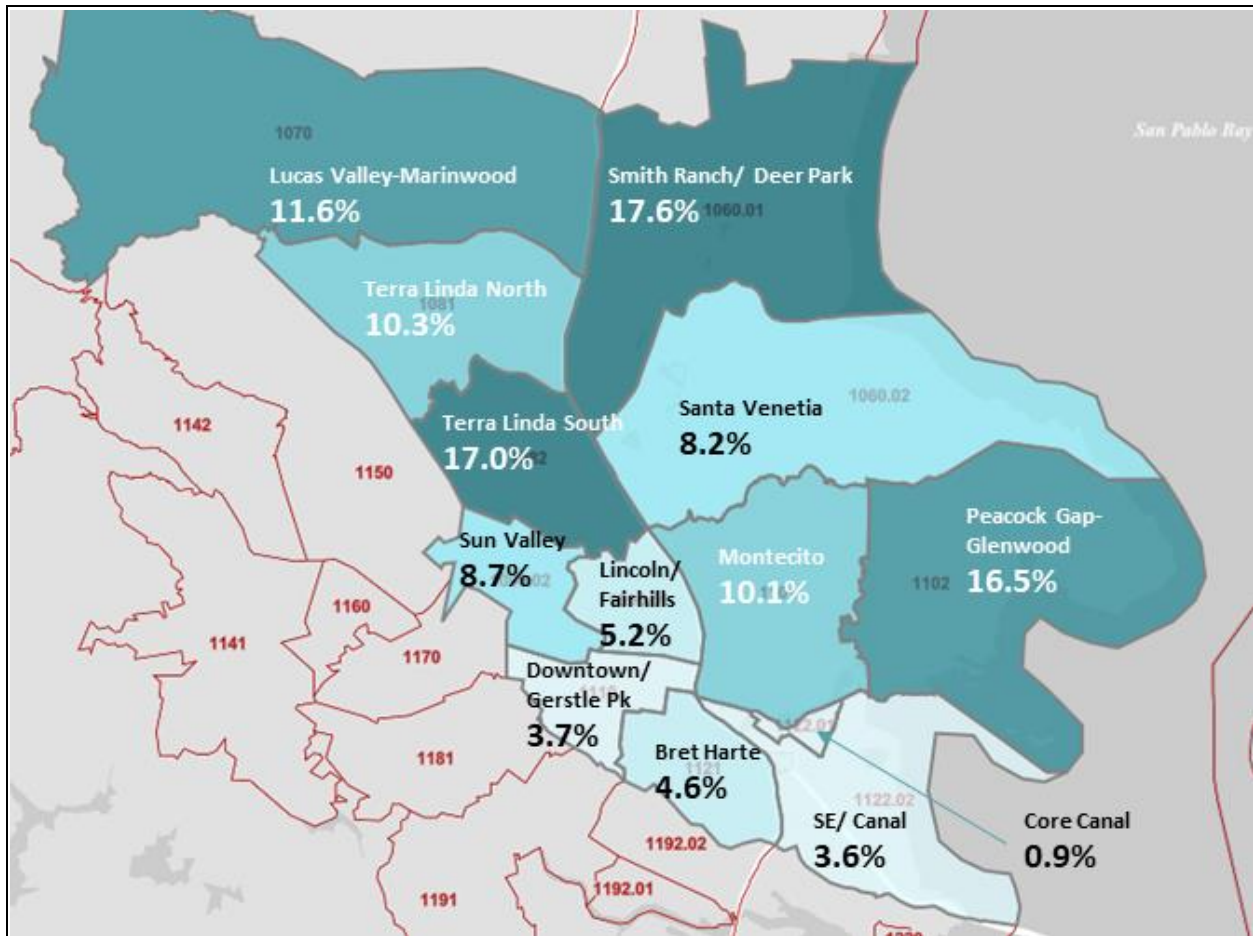 1070
San Pablo Bay
Lucas Valley-Marinwood
11.6%
Smith Ranch/ Deer Park
17.6%
1060.01
Terra Linda North
1081
10.3%
Santa Venetia
8.2%
1060.02
1142
1150
Terra Linda South
17.0%
Sun Valley
8.7%
Lincoln/
Fairhills
5.2%
Montecito
10.1%
Peacock Gap-
Glenwood
16.5%
1102
1160
1141
1170
Downtown/
Gerstle Pk
3.7%
1181
Bret Harte
1121
4.6%
1122.01
1122.02
SE/ Canal
3.6%
Core Canal
0.9%
1192.02
1192.01
1191